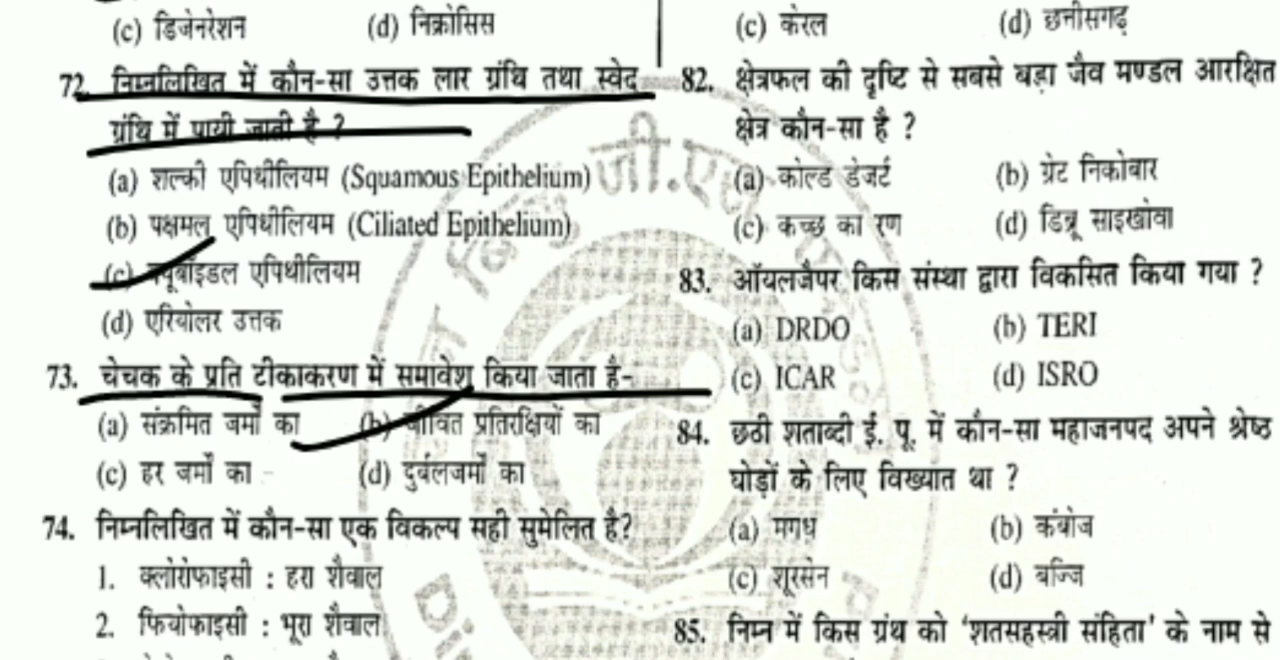 (c) डिजेनरेशन (d) निक्रोसिस
72. निम्नलिखित में कौन-सा उत्तक लार ग्रंथि तथा स्वेद
ग्रंथि में पायी जाती है ?
(a) शल्की एपिथीलियम (Squamous Epithelium)
(b) पक्षमल एपिथीलियम (Ciliated Epithelium)
(c) क्यूबॉइडल एपिथीलियम
(d) एरियोलर उत्तक
73. चेचक के प्रति टीकाकरण में समावेश किया जाता है-
(a) संक्रमित जर्मों का (b) जीवित प्रतिरक्षियों का
(c) हर जर्मों का (d) दुर्बलजर्मों का
74. निम्नलिखित में कौन-सा एक विकल्प सही सुमेलित है?
1. क्लोरोफाइसी : हरा शैवाल
2. फियोफाइसी : भूरा शैवाल
(c) केरल (d) छत्तीसगढ़
82. क्षेत्रफल की दृष्टि से सबसे बड़ा जैव मण्डल आरक्षित
क्षेत्र कौन-सा है ?
(a) कोल्ड डेजर्ट (b) ग्रेट निकोबार
(c) कच्छ का रण (d) डिब्रू साइखोवा
83. ऑयलजैपर किस संस्था द्वारा विकसित किया गया ?
(a) DRDO (b) TERI
(c) ICAR (d) ISRO
84. छठी शताब्दी ई. पू. में कौन-सा महाजनपद अपने श्रेष्ठ
घोड़ों के लिए विख्यात था ?
(a) मगध (b) कंबोज
(c) शूरसेन (d) बज्जि
85. निम्न में किस ग्रंथ को 'शतसहस्त्री संहिता' के नाम से